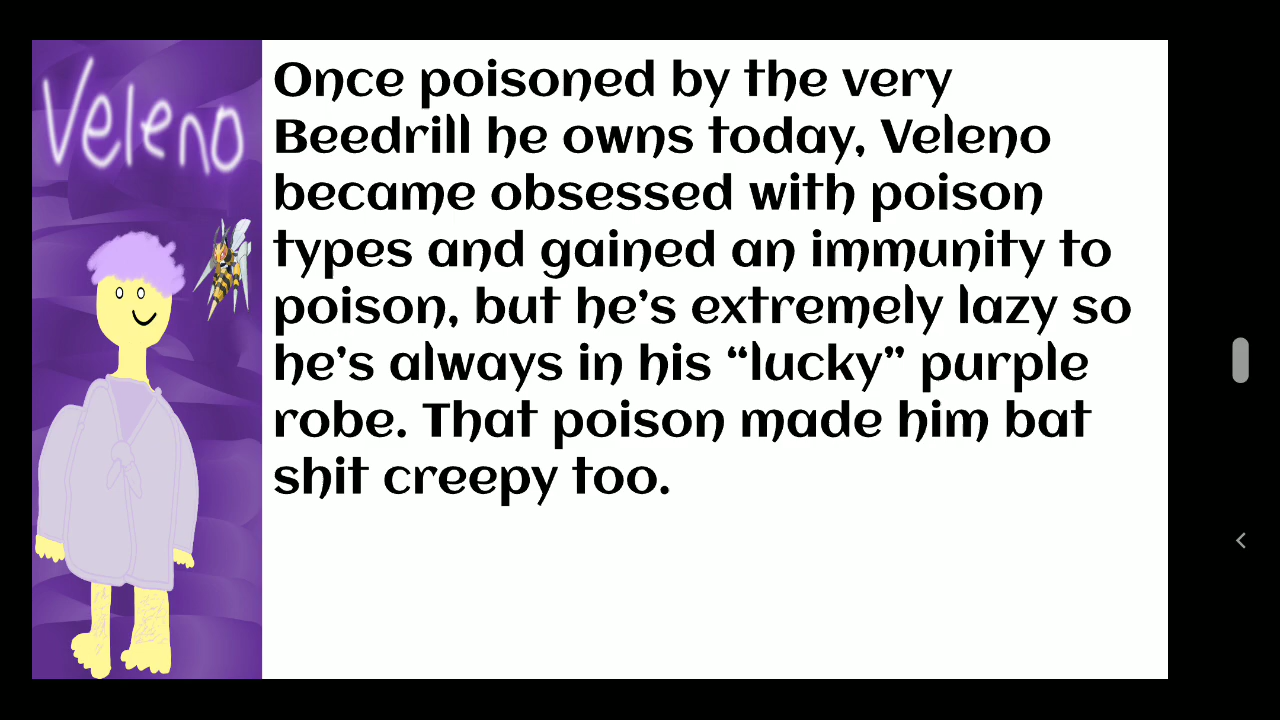 Veleno
Once poisoned by the very
Beedrill he owns today, Veleno
became obsessed with poison
types and gained an immunity to
poison, but he's extremely lazy so
he's always in his “lucky” purple
robe. That poison made him bat
shit creepy too.